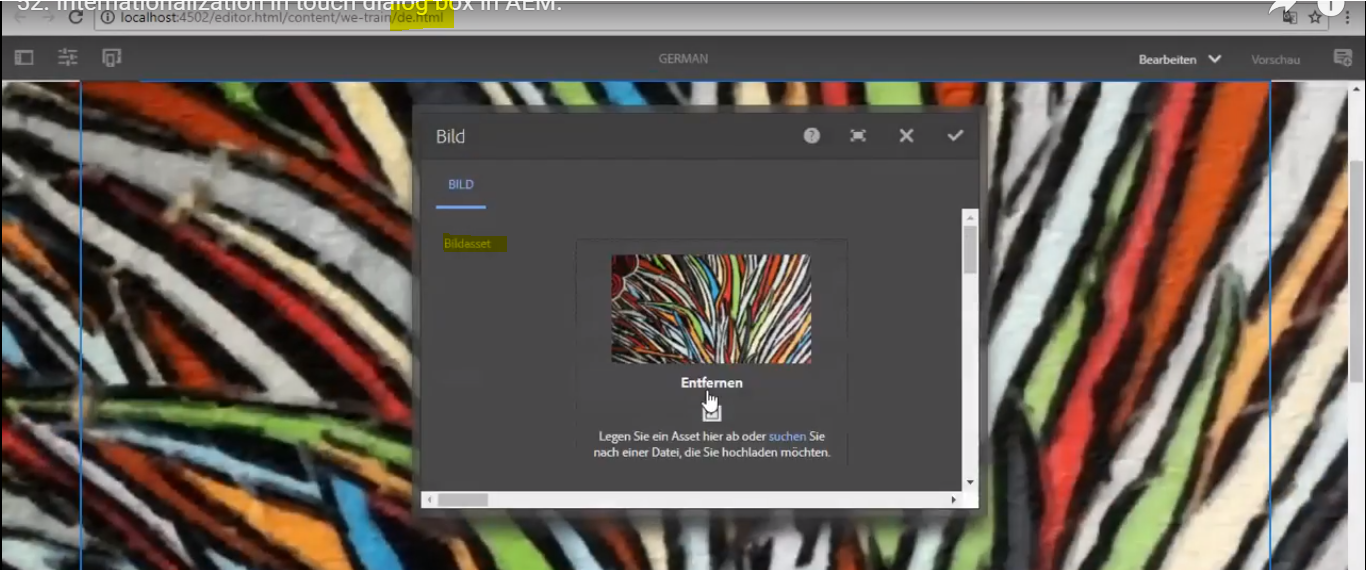 52. Internationalization in touch dialog box in AEM.
localhost:4502/editor.html/content/we-train/de.html
GERMAN
Bearbeiten
Vorschau
Bild
BILD
Bildasset
Entfernen
Legen Sie ein Asset hier ab oder suchen Sie
nach einer Datei, die Sie hochladen möchten.